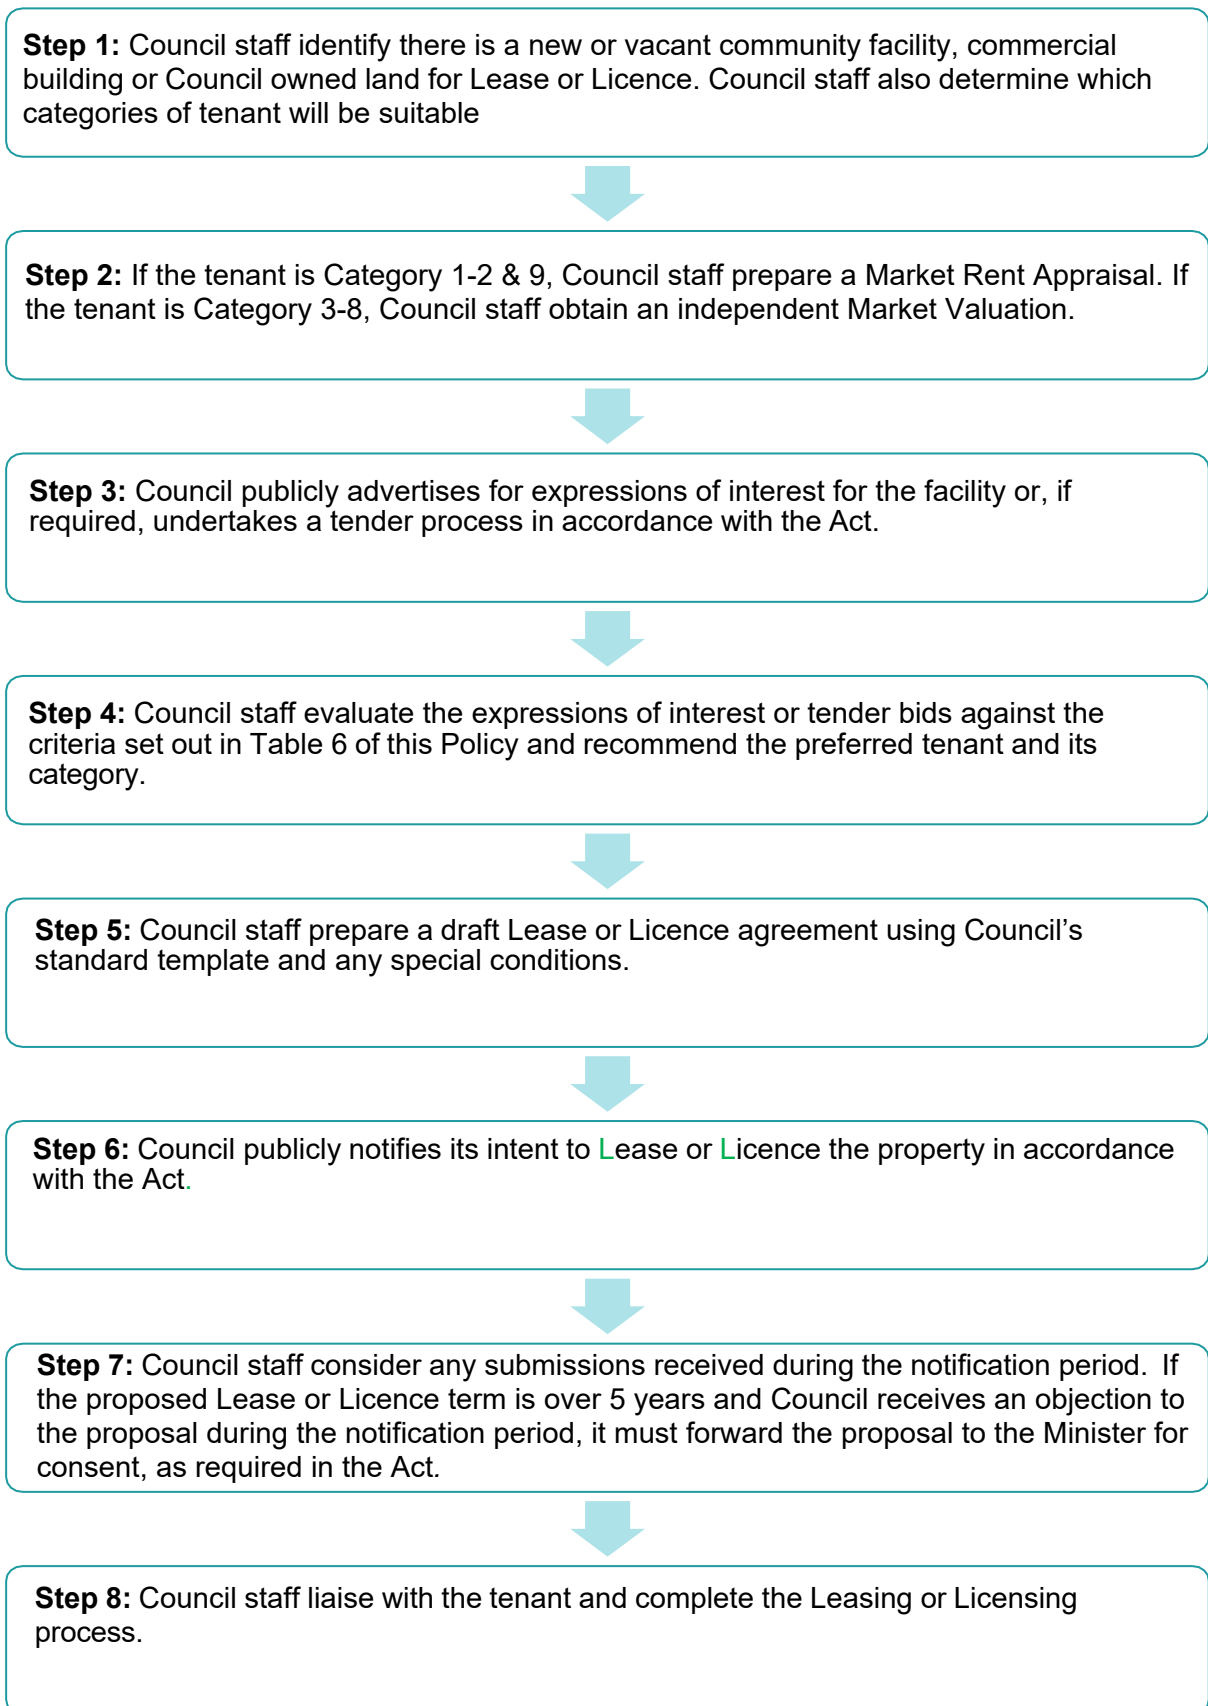 Step 1: Council staff identify there is a new or vacant community facility, commercial
building or Council owned land for Lease or Licence. Council staff also determine which
categories of tenant will be suitable
Step 2: If the tenant is Category 1-2 & 9, Council staff prepare a Market Rent Appraisal. If
the tenant is Category 3-8, Council staff obtain an independent Market Valuation.
Step 3: Council publicly advertises for expressions of interest for the facility or, if
required, undertakes a tender process in accordance with the Act.
Step 4: Council staff evaluate the expressions of interest or tender bids against the
criteria set out in Table 6 of this Policy and recommend the preferred tenant and its
category.
Step 5: Council staff prepare a draft Lease or Licence agreement using Council’s
standard template and any special conditions.
Step 6: Council publicly notifies its intent to Lease or Licence the property in accordance
with the Act.
Step 7: Council staff consider any submissions received during the notification period. If
the proposed Lease or Licence term is over 5 years and Council receives an objection to
the proposal during the notification period, it must forward the proposal to the Minister for
consent, as required in the Act.
Step 8: Council staff liaise with the tenant and complete the Leasing or Licensing
process.